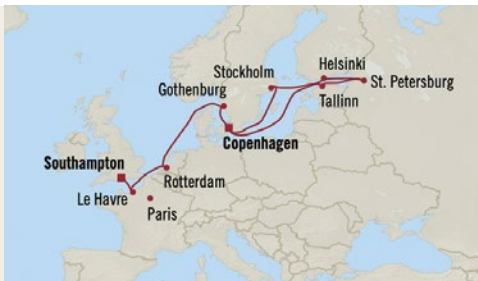 Helsinki
Stockholm
St. Petersburg
Gothenburg
Tallinn
Copenhagen
Southampton
Rotterdam
Le Havre
Paris